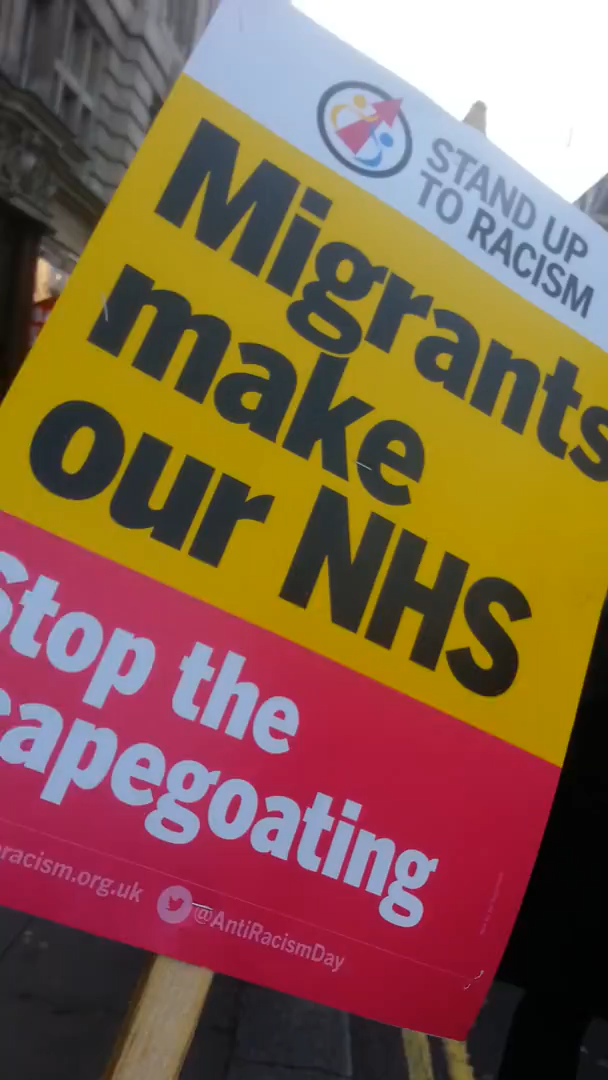 STAND UP
TO RACISM
Migrants
make
our NHS
Stop the
capegoating
racism.org.uk @AntiRacismDay